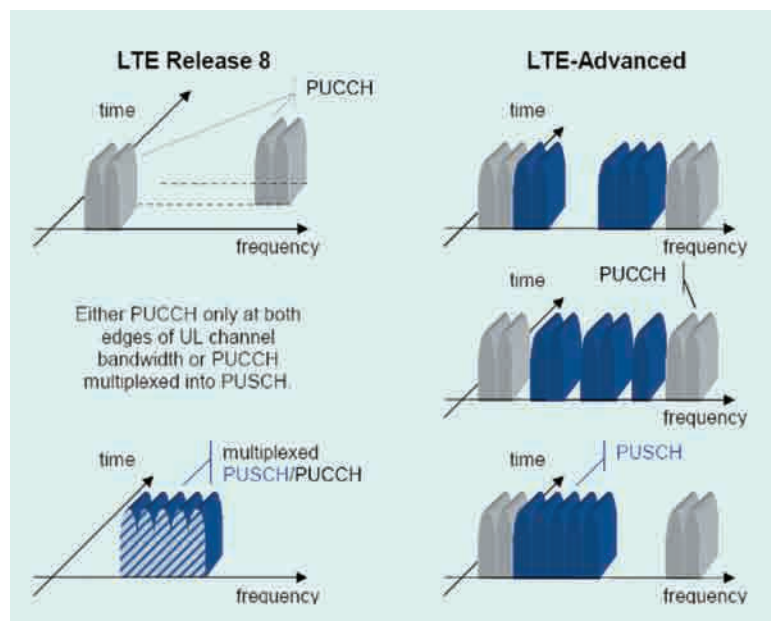 LTE Release 8
PUCCH
time
frequency
Either PUCCH only at both
edges of UL channel
bandwidth or PUCCH
multiplexed into PUSCH.
time
multiplexed
PUSCH/PUCCH
frequency
LTE-Advanced
time
frequency
time
PUCCH
frequency
time
PUSCH
frequency